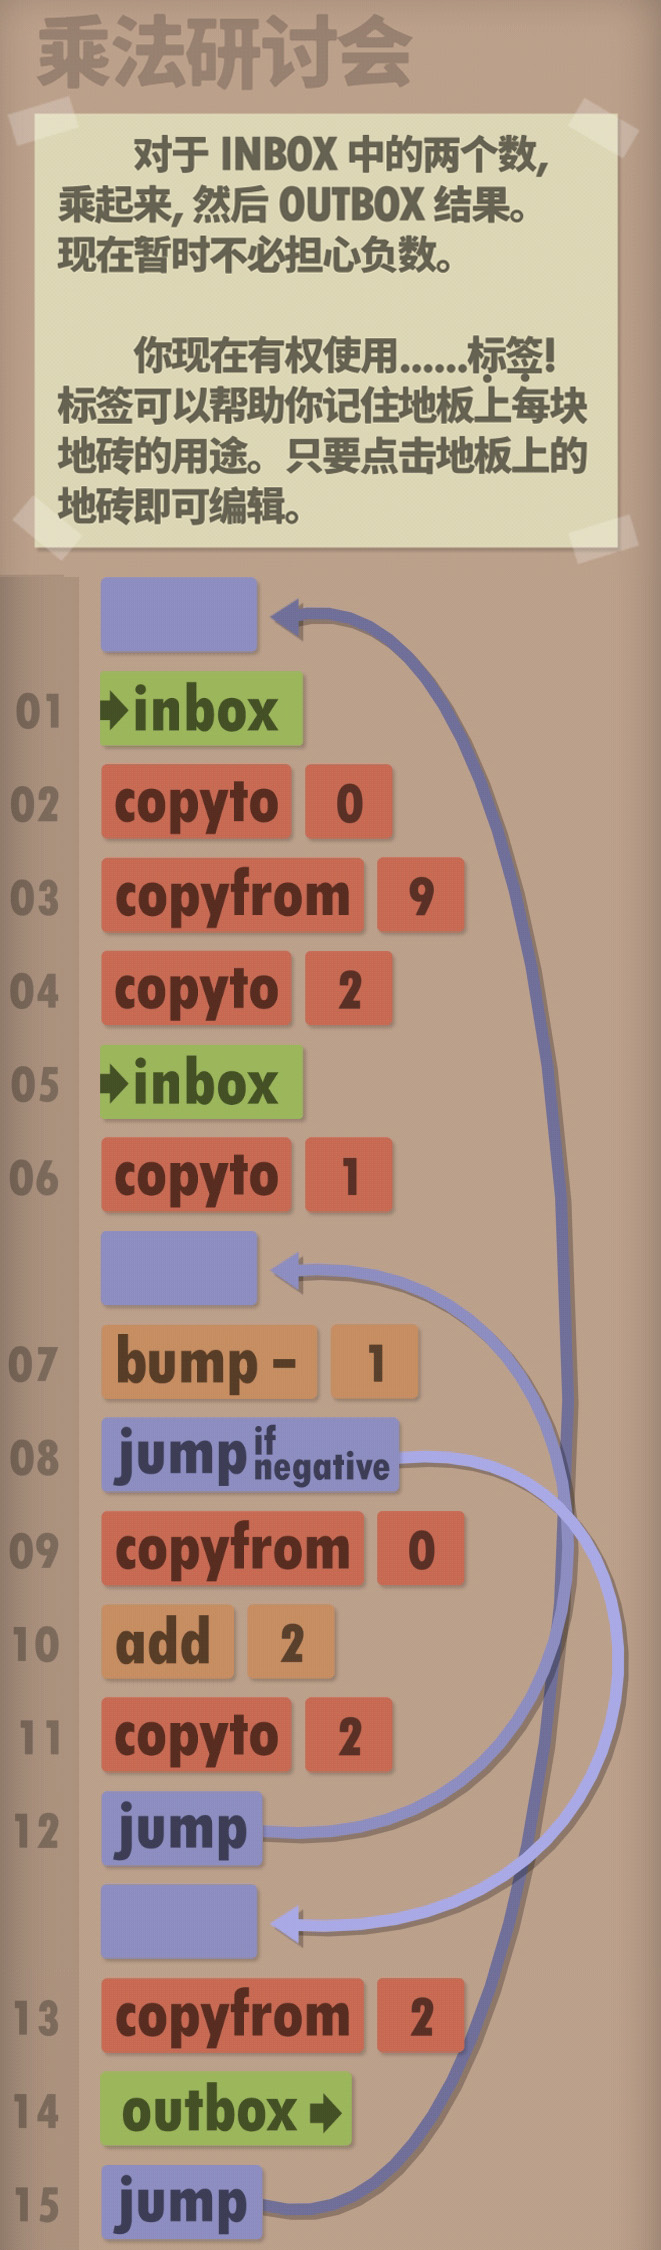 乘法研讨会
对于 INBOX 中的两个数,
乘起来, 然后 OUTBOX 结果。
现在暂时不必担心负数。
你现在有权使用......标签!
标签可以帮助你记住地板上每块
地砖的用途。只要点击地板上的
地砖即可编辑。
01 inbox
02 copyto 0
03 copyfrom 9
04 copyto 2
05 inbox
06 copyto 1
07 bump - 1
08 jump if negative
09 copyfrom 0
10 add 2
11 copyto 2
12 jump
13 copyfrom 2
14 outbox
15 jump